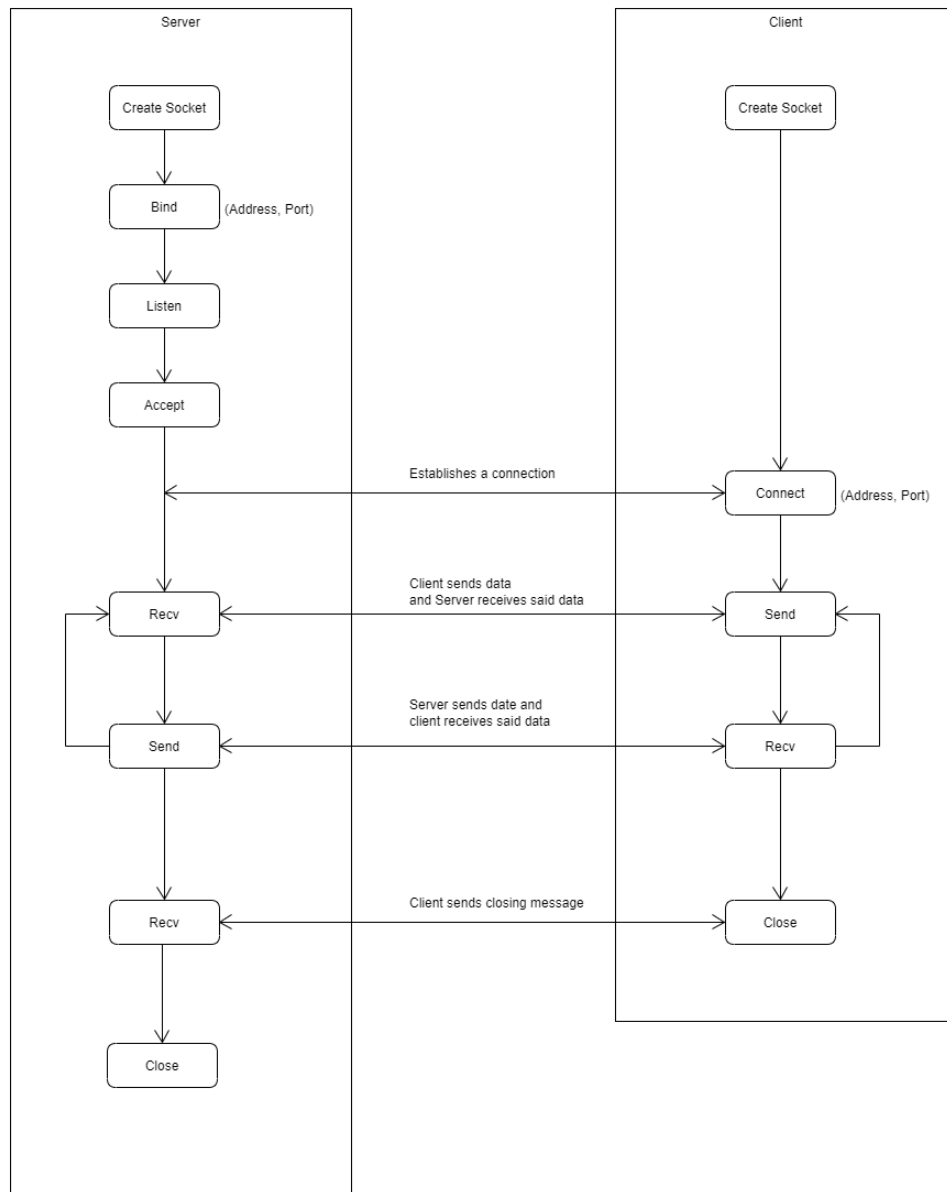 Server
Client
Create Socket
Create Socket
Bind
(Address, Port)
Listen
Accept
Establishes a connection
Connect
(Address, Port)
Client sends data
and Server receives said data
Recv
Send
Server sends date and
client receives said data
Send
Recv
Client sends closing message
Recv
Close
Close